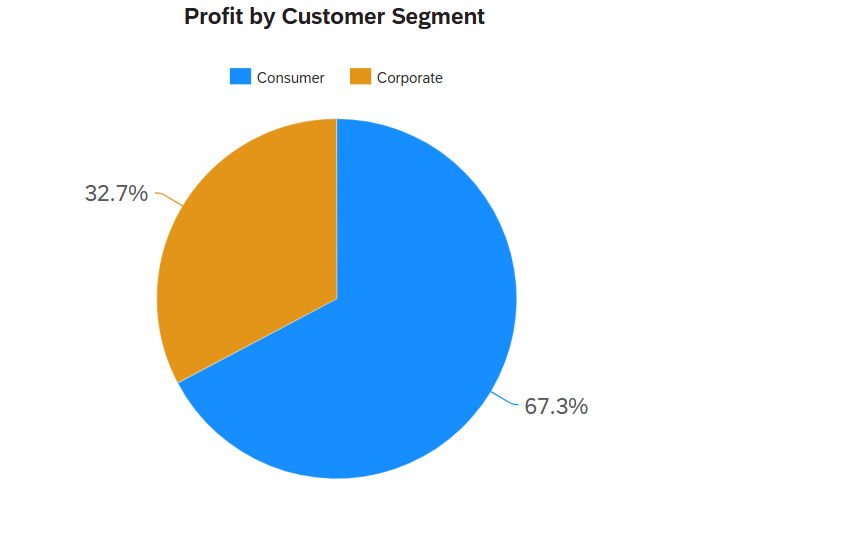 Profit by Customer Segment
Consumer Corporate
32.7%
67.3%